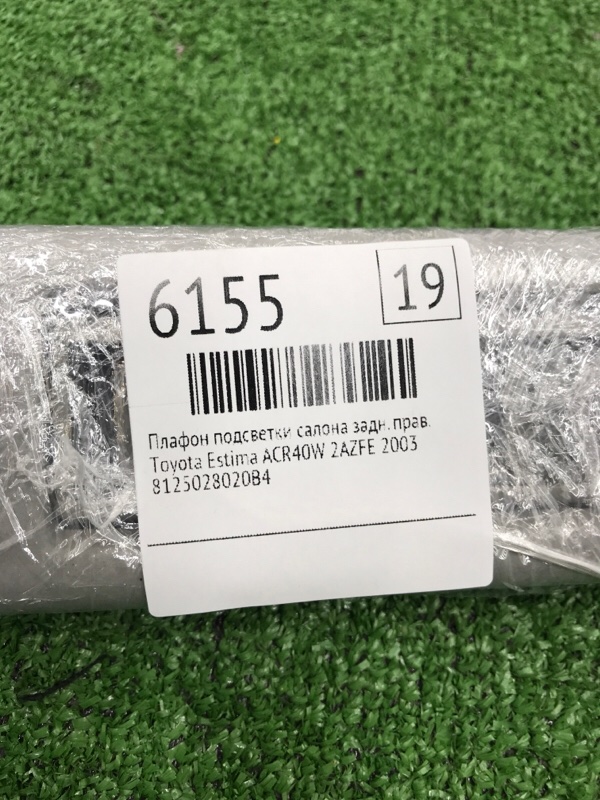 6155
19
Плафон подсветки салона задн. прав.
Toyota Estima ACR40W 2AZFE 2003
8125028020B4